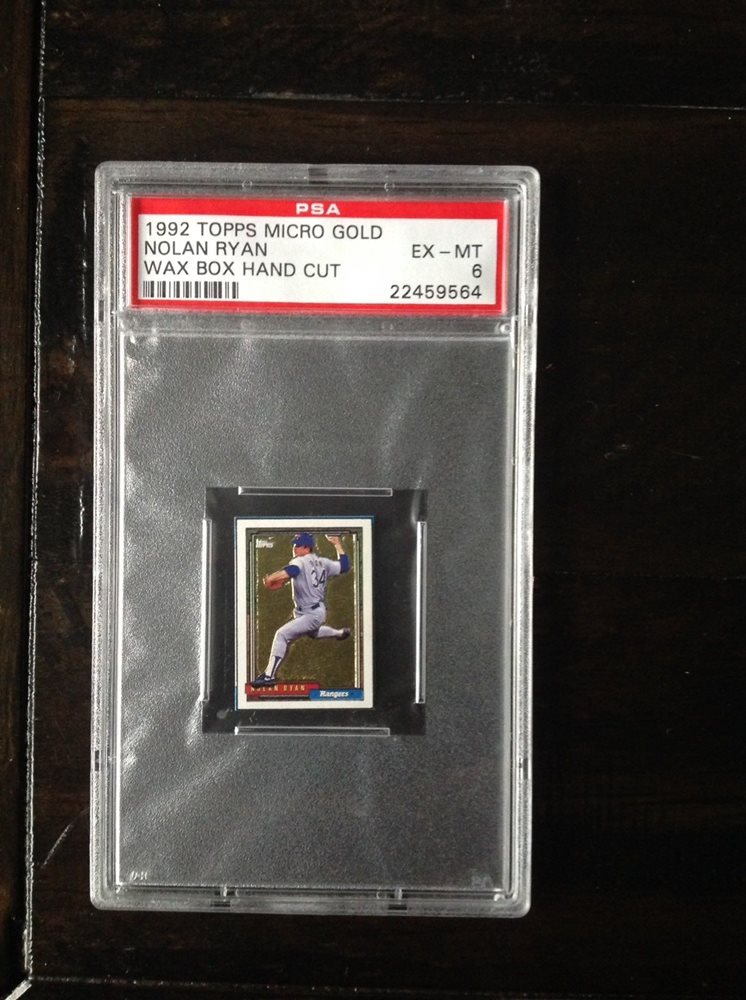 PSA
1992 TOPPS MICRO GOLD
NOLAN RYAN EX-MT
WAX BOX HAND CUT 6
22459564
Topps
RYAN
34
NOLAN RYAN
Rangers